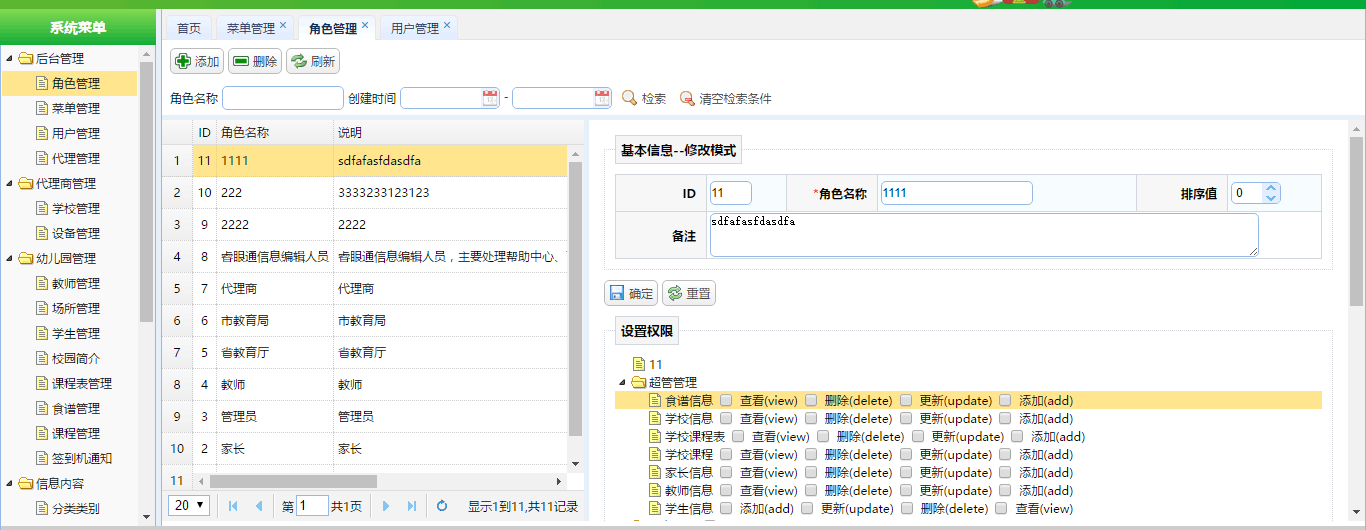 系统菜单
后台管理
角色管理
菜单管理
用户管理
代理管理
代理商管理
学校管理
设备管理
幼儿园管理
教师管理
场所管理
学生管理
校园简介
课程表管理
食谱管理
课程管理
签到机通知
信息内容
分类类别
首页 菜单管理 角色管理 用户管理
添加 删除 刷新
角色名称 创建时间 - 检索 清空检索条件
ID 角色名称 说明
1 11 1111 sdfafasfdasdfa
2 10 222 3333233123123
3 9 2222 2222
4 8 睿眼通信息编辑人员 睿眼通信息编辑人员，主要处理帮助中心、
5 7 代理商 代理商
6 6 市教育局 市教育局
7 5 省教育厅 省教育厅
8 4 教师 教师
9 3 管理员 管理员
10 2 家长 家长
11
20 第 1 共1页 显示1到11,共11记录
基本信息--修改模式
ID 11 *角色名称 1111 排序值 0
备注 sdfafasfdasdfa
确定 重置
设置权限
11
超管管理
食谱信息 查看(view) 删除(delete) 更新(update) 添加(add)
学校信息 查看(view) 删除(delete) 更新(update) 添加(add)
学校课程表 查看(view) 删除(delete) 更新(update) 添加(add)
学校课程 查看(view) 删除(delete) 更新(update) 添加(add)
家长信息 查看(view) 删除(delete) 更新(update) 添加(add)
教师信息 查看(view) 删除(delete) 更新(update) 添加(add)
学生信息 添加(add) 更新(update) 删除(delete) 查看(view)